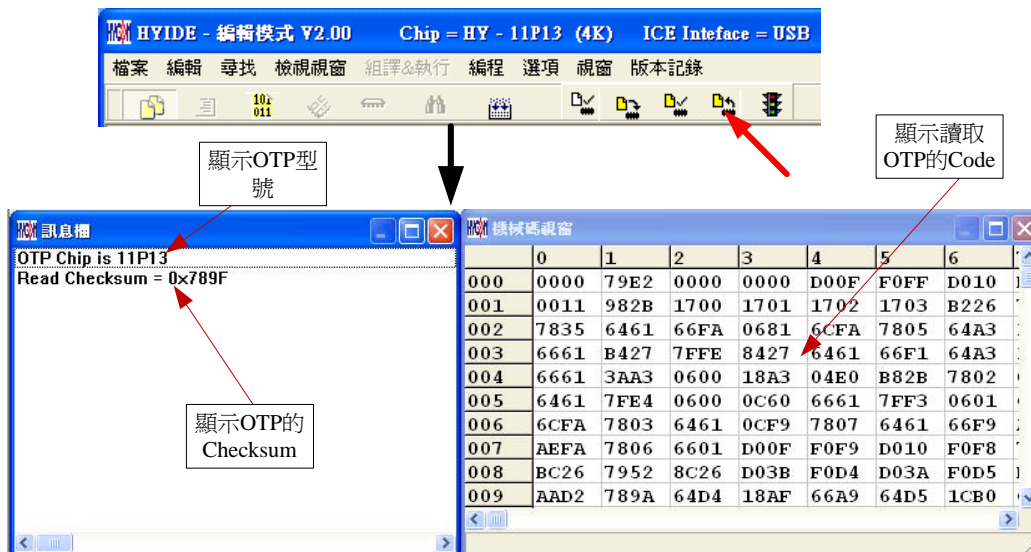 HYIDE - 編輯模式 V2.00 Chip = HY - 11P13 (4K) ICE Inteface = USB
檔案 編輯 尋找 檢視視窗 組譯&執行 編程 選項 視窗 版本記錄
顯示OTP型
號
顯示讀取
OTP的Code
訊息欄
OTP Chip is 11P13
Read Checksum = 0x789F
顯示OTP的
Checksum
機械碼視窗
0 1 2 3 4 5 6
000 0000 79E2 0000 0000 D00F F0FF D010
001 0011 982B 1700 1701 1702 1703 B226
002 7835 6461 66FA 0681 6CFA 7805 64A3
003 6661 B427 7FFE 8427 6461 66F1 64A3
004 6661 3AA3 0600 18A3 04E0 B82B 7802
005 6461 7FE4 0600 0C60 6661 7FF3 0601
006 6CFA 7803 6461 0CF9 7807 6461 66F9
007 AEFA 7806 6601 D00F F0F9 D010 F0F8
008 BC26 7952 8C26 D03B F0D4 D03A F0D5
009 AAD2 789A 64D4 18AF 66A9 64D5 1CB0